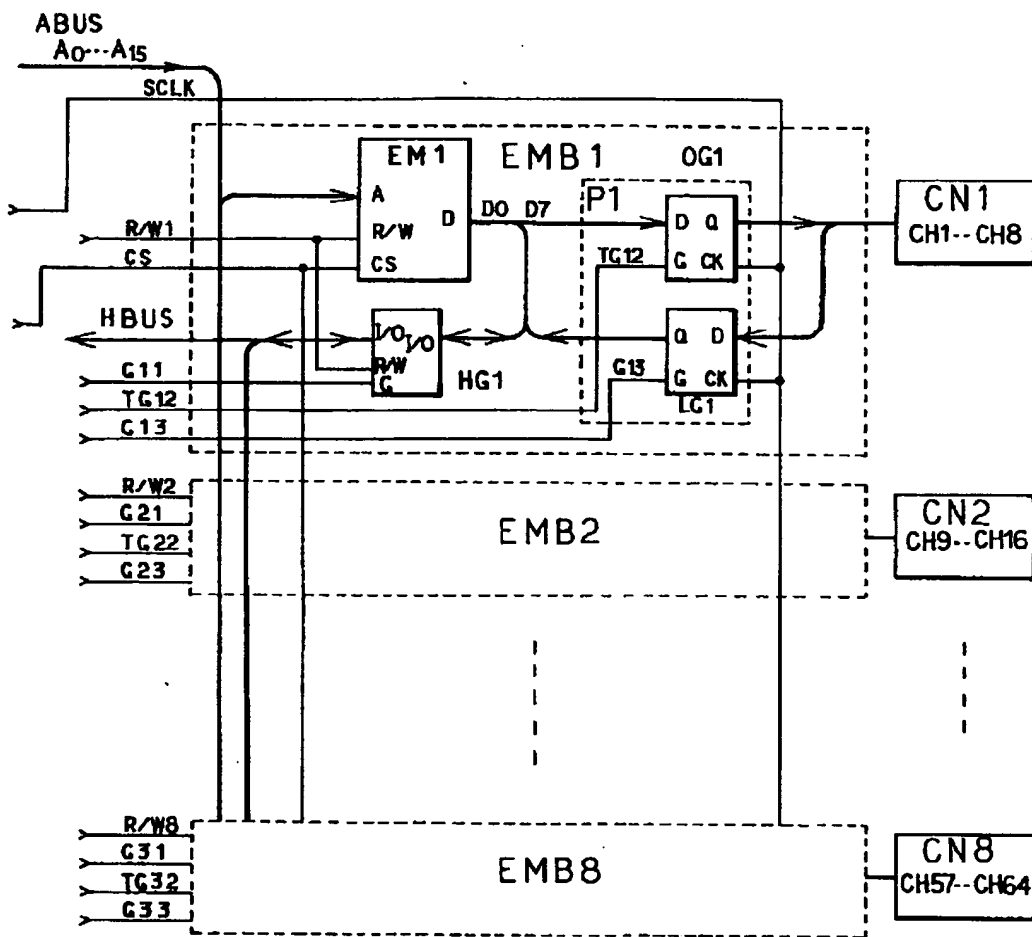 ABUS
A0···A15
SCLK
EM1
EMB1
OG1
A
D
R/W
CS
D0 D7
P1
D Q
G CK
TG12
CN1
CH1--CH8
R/W1
CS
HBUS
I/O
I/O
R/W
G
HG1
Q D
G CK
G13
LG1
G11
TG12
G13
R/W2
G21
TG22
G23
EMB2
CN2
CH9--CH16
R/W8
G31
TG32
G33
EMB8
CN8
CH57--CH64